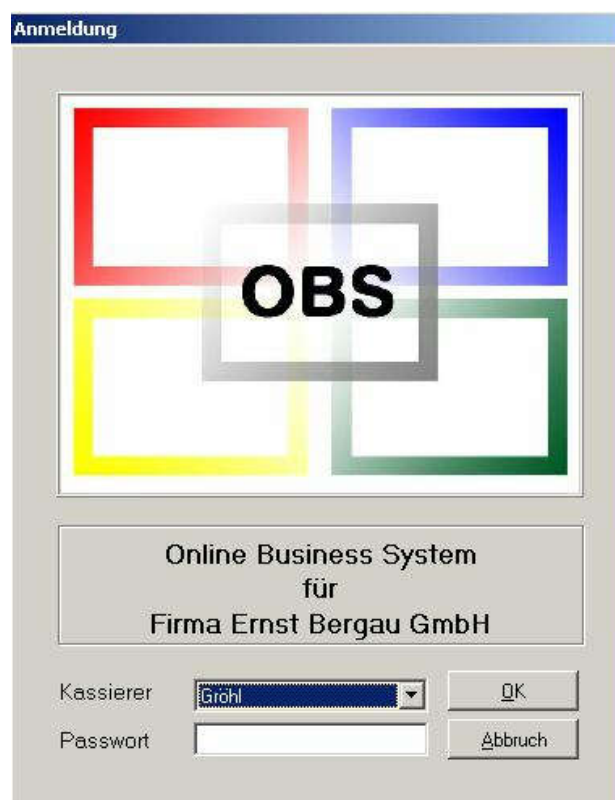 Anmeldung
OBS
Online Business System
für
Firma Ernst Bergau GmbH
Kassierer Gröhl OK
Passwort Abbruch